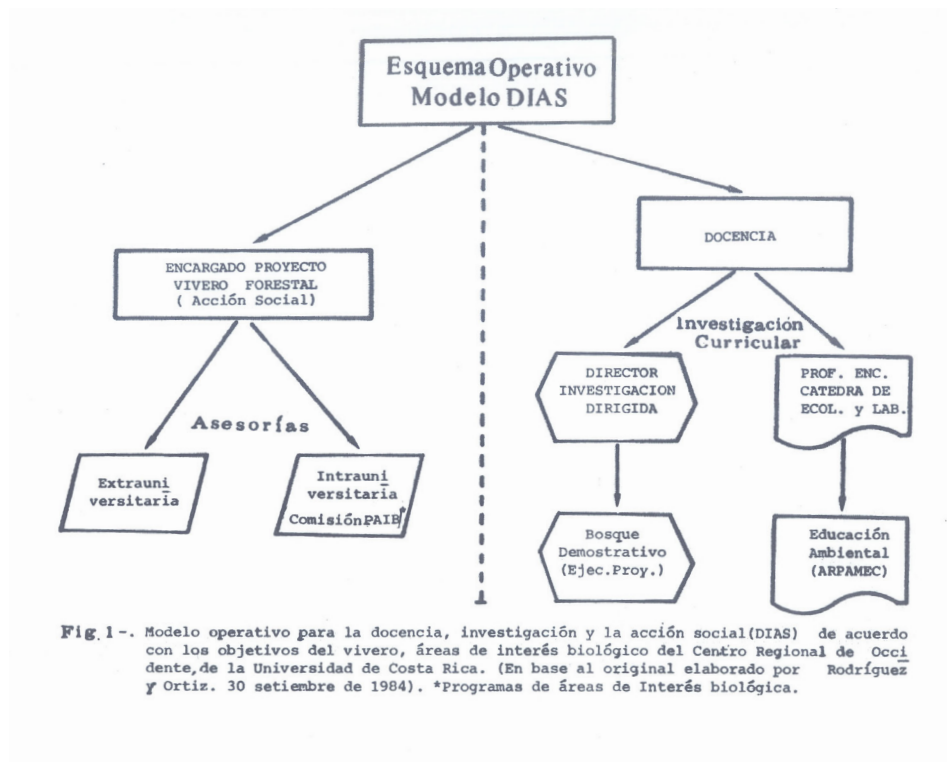 Esquema Operativo
Modelo DIAS
ENCARGADO PROYECTO
VIVERO FORESTAL
( Acción Social)
DOCENCIA
Asesorías
Investigación
Curricular
Extrauni
versitaria
Intrauni
versitaria
Comisión PAIB*
DIRECTOR
INVESTIGACION
DIRIGIDA
PROF. ENC.
CATEDRA DE
ECOL. y LAB.
Bosque
Demostrativo
(Ejec.Proy.)
Educación
Ambiental
(ARPAMEC)
Fig.1-. Modelo operativo para la docencia, investigación y la acción social(DIAS) de acuerdo
con los objetivos del vivero, áreas de interés biológico del Centro Regional de Occi
dente, de la Universidad de Costa Rica. (En base al original elaborado por Rodríguez
y Ortiz. 30 setiembre de 1984). *Programas de áreas de Interés biológica.